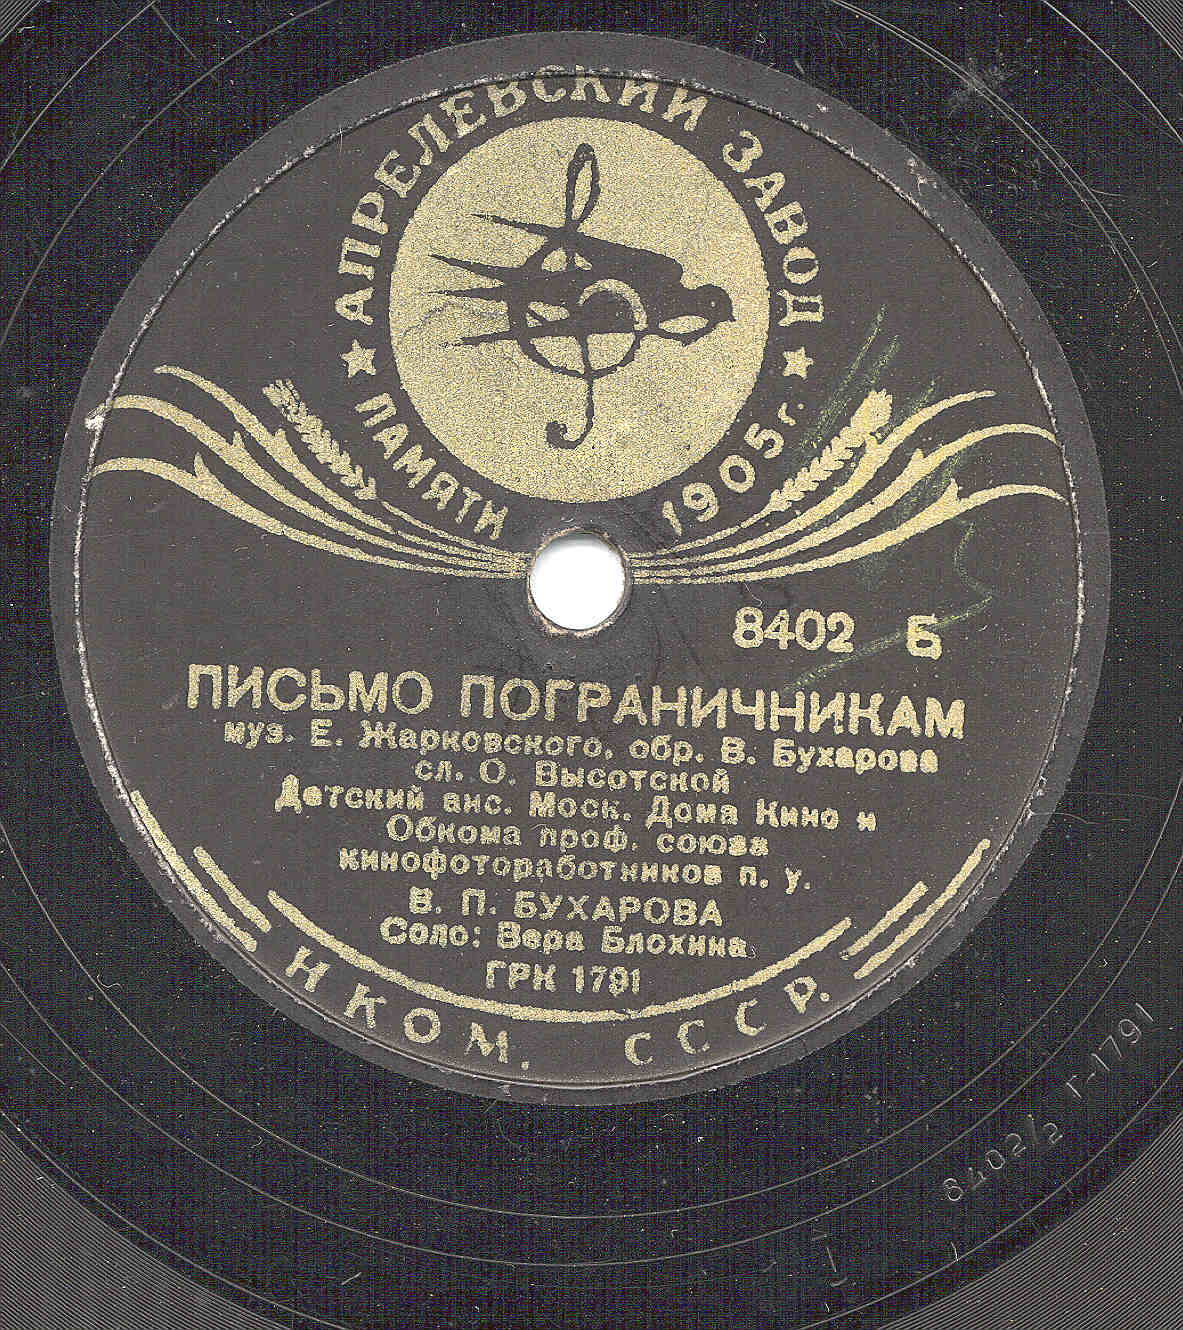 АПРЕЛЕВСКИЙ ЗАВОД
ПАМЯТИ 1905 г.
8402 Б
ПИСЬМО ПОГРАНИЧНИКАМ
муз. Е. Жарковского, обр. В. Бухарова
сл. О. Высотской
Детский анс. Моск. Дома Кино и
Обкома проф. союза
кинофоторработников п. у.
В. П. БУХАРОВА
Соло: Вера Блохина
ГРК 1791
НКОМ. СССР.
8402/2 Г-1791